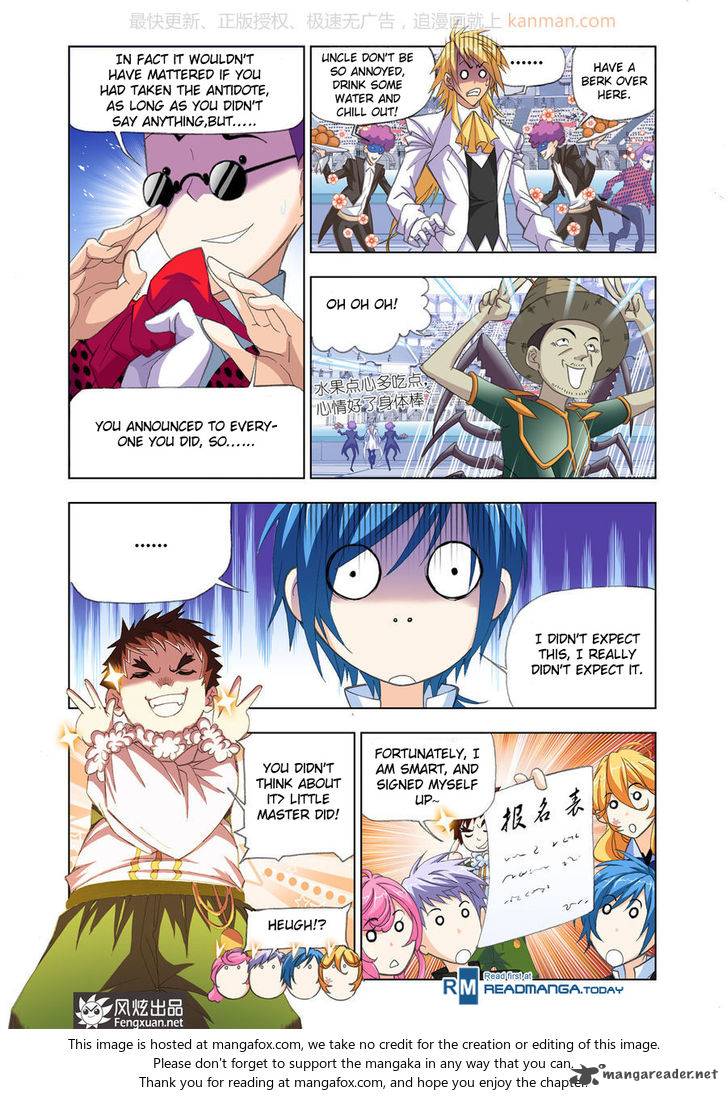 最快更新、正版授权、极速无广告，追漫画就上 kanman.com
IN FACT IT WOULDN'T
HAVE MATTERED IF YOU
HAD TAKEN THE ANTIDOTE,
AS LONG AS YOU DIDN'T
SAY ANYTHING,BUT.....
YOU ANNOUNCED TO EVERY-
ONE YOU DID, SO......
UNCLE DON'T BE
SO ANNOYED,
DRINK SOME
WATER AND
CHILL OUT!
......
HAVE A
BERK OVER
HERE.
OH OH OH!
水果点心多吃点，
心情好了身体棒~
......
I DIDN'T EXPECT
THIS, I REALLY
DIDN'T EXPECT IT.
YOU DIDN'T
THINK ABOUT
IT> LITTLE
MASTER DID!
HEUGH!?
FORTUNATELY, I
AM SMART, AND
SIGNED MYSELF
UP~
报名表
RM Read first at
READMANGA.TODAY
风炫出品
Fengxuan.net
This image is hosted at mangafox.com, we take no credit for the creation or editing of this image.
Please don't forget to support the mangaka in any way that you can.
Thank you for reading at mangafox.com, and hope you enjoy the chapter.
mangareader.net